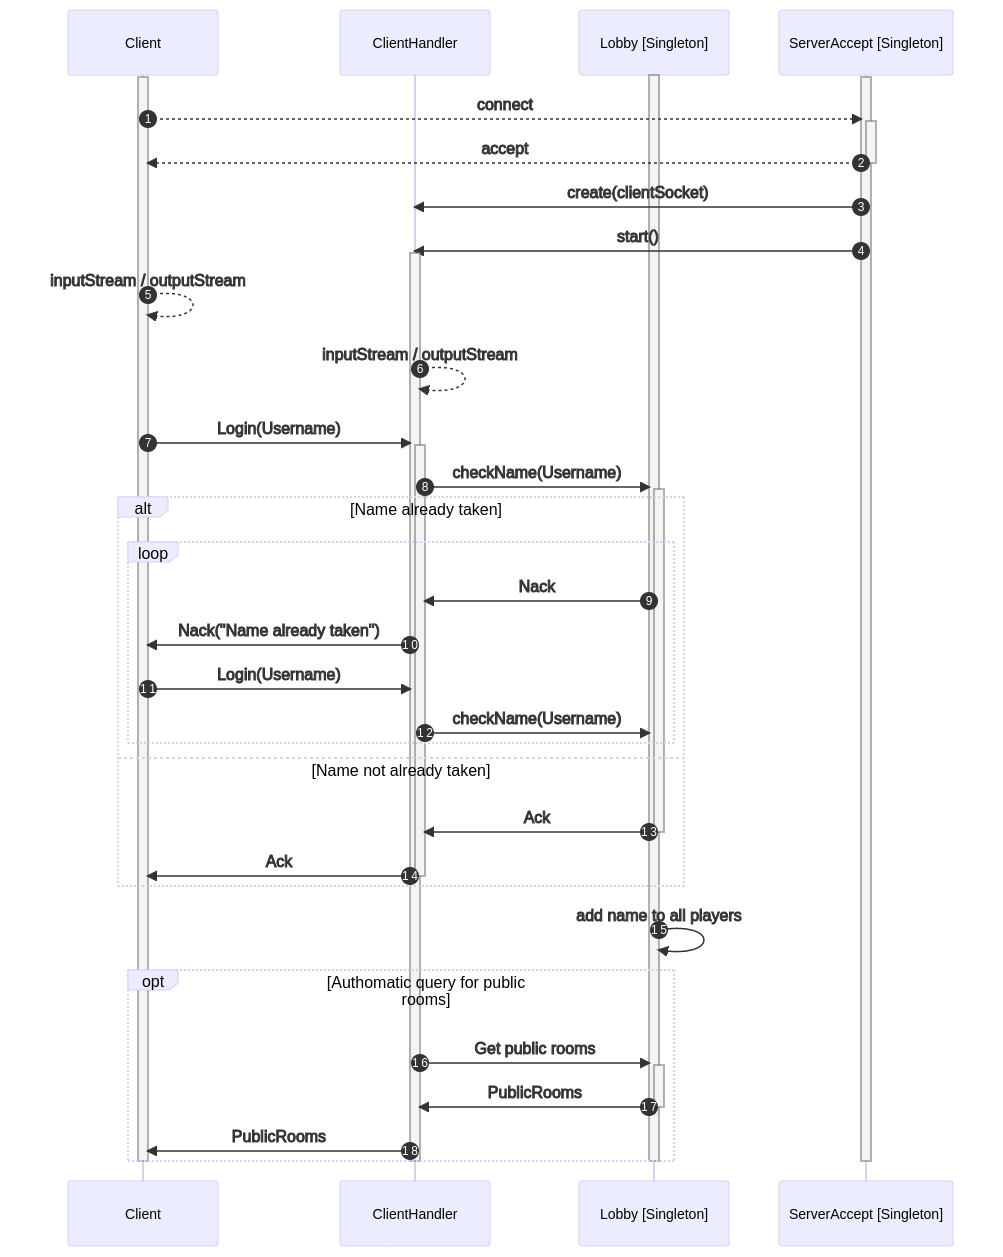 Client
ClientHandler
Lobby [Singleton]
ServerAccept [Singleton]
connect
1
accept
2
create(clientSocket)
3
start()
4
inputStream / outputStream
5
inputStream / outputStream
6
Login(Username)
7
checkName(Username)
8
alt
[Name already taken]
loop
Nack
9
Nack("Name already taken")
10
Login(Username)
11
checkName(Username)
12
[Name not already taken]
Ack
13
Ack
14
add name to all players
15
opt
[Authomatic query for public
rooms]
Get public rooms
16
PublicRooms
17
PublicRooms
18
Client
ClientHandler
Lobby [Singleton]
ServerAccept [Singleton]